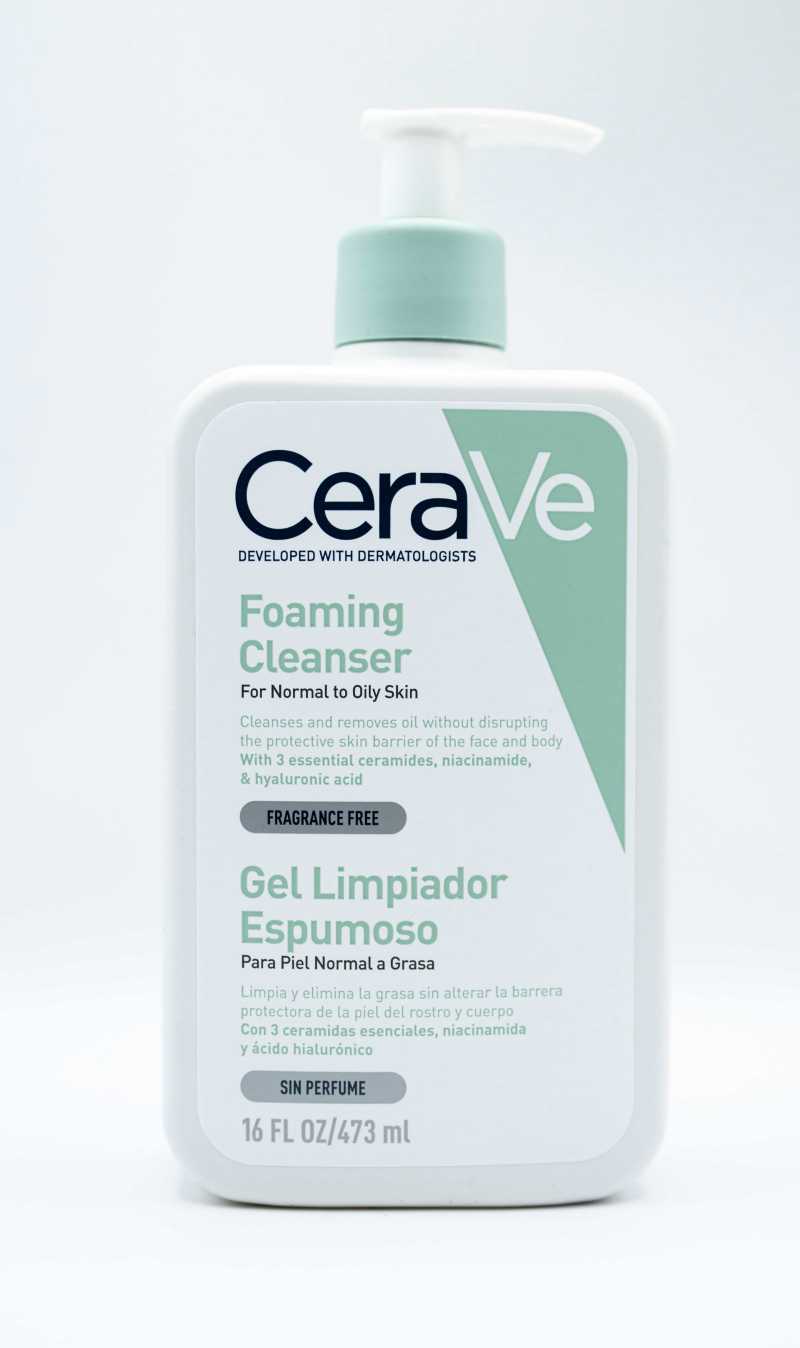 CeraVe
DEVELOPED WITH DERMATOLOGISTS
Foaming
Cleanser
For Normal to Oily Skin
Cleanses and removes oil without disrupting
the protective skin barrier of the face and body
With 3 essential ceramides, niacinamide,
& hyaluronic acid
FRAGRANCE FREE
Gel Limpiador
Espumoso
Para Piel Normal a Grasa
Limpia y elimina la grasa sin alterar la barrera
protectora de la piel del rostro y cuerpo
Con 3 ceramidas esenciales, niacinamida
y ácido hialurónico
SIN PERFUME
16 FL OZ/473 ml